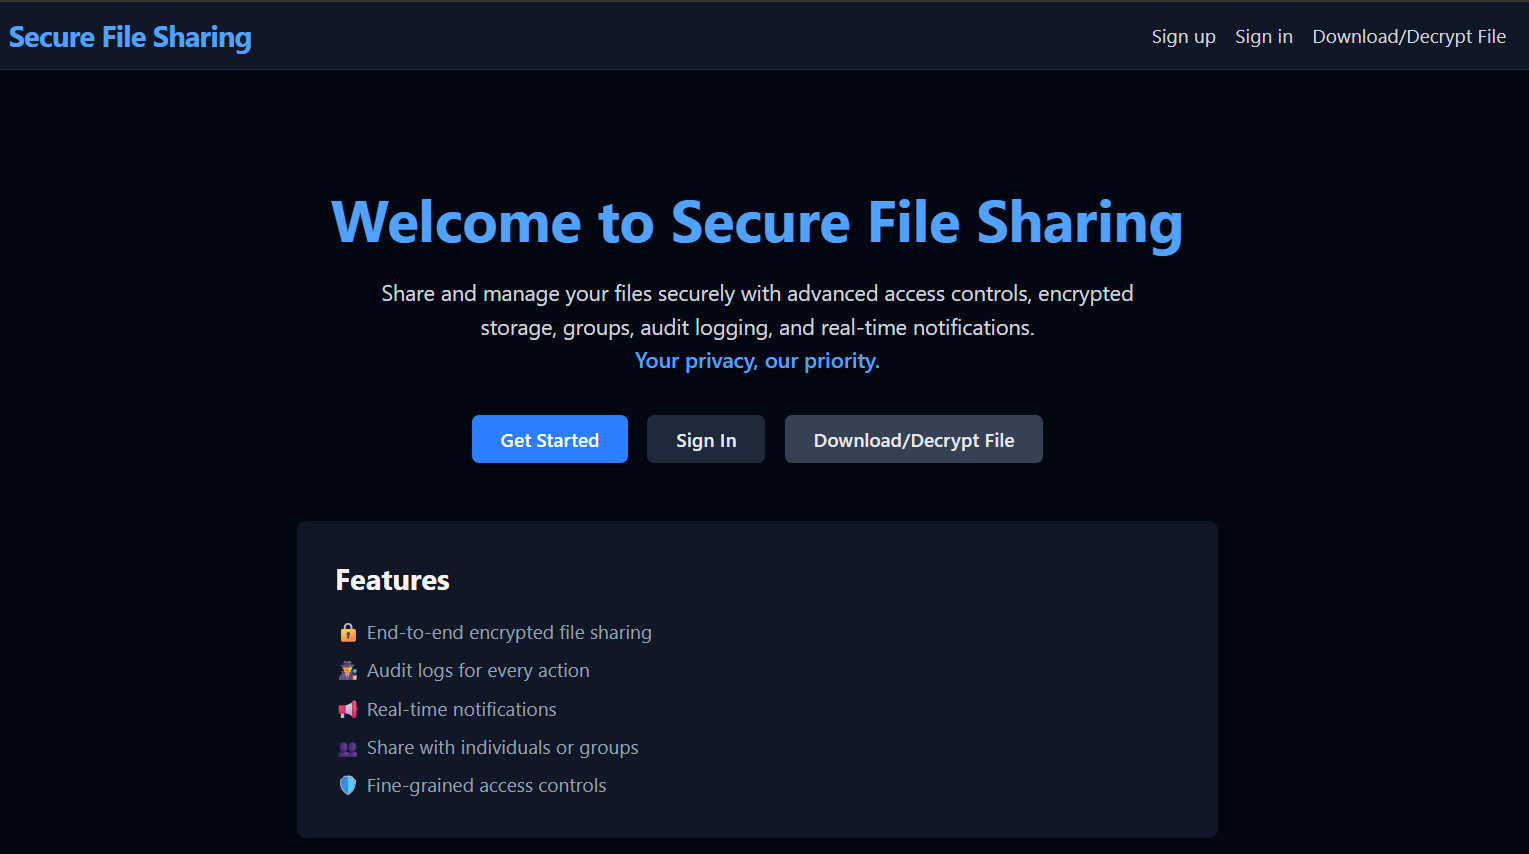 Secure File Sharing
Sign up
Sign in
Download/Decrypt File
Welcome to Secure File Sharing
Share and manage your files securely with advanced access controls, encrypted
storage, groups, audit logging, and real-time notifications.
Your privacy, our priority.
Get Started
Sign In
Download/Decrypt File
Features
End-to-end encrypted file sharing
Audit logs for every action
Real-time notifications
Share with individuals or groups
Fine-grained access controls